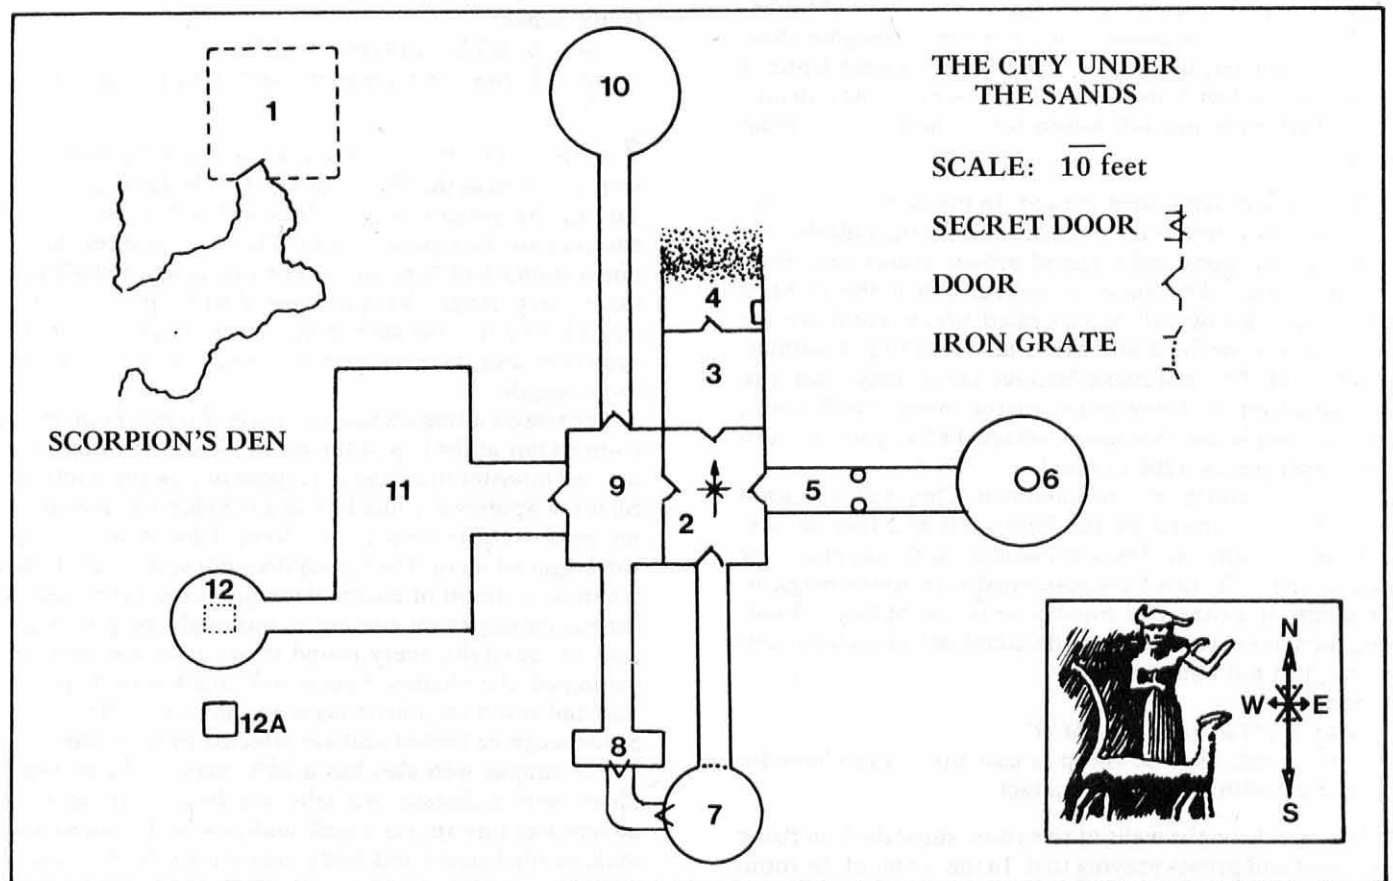 THE CITY UNDER
THE SANDS
SCALE: 10 feet
SECRET DOOR
DOOR
IRON GRATE
1
10
4
3
SCORPION'S DEN
11
9
2
5
6
12
12A
8
7
N
W E
S